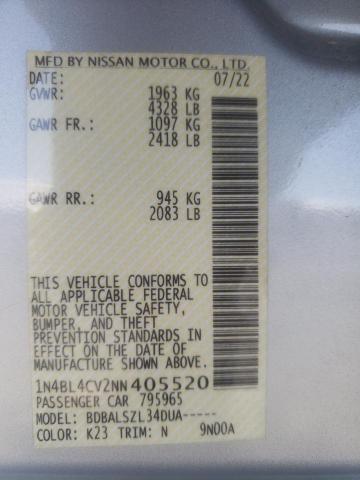 MFD BY NISSAN MOTOR CO., LTD.
DATE: 07/22
GVWR: 1963 KG
4328 LB
GAWR FR.: 1097 KG
2418 LB
GAWR RR.: 945 KG
2083 LB
THIS VEHICLE CONFORMS TO
ALL APPLICABLE FEDERAL
MOTOR VEHICLE SAFETY,
BUMPER, AND THEFT
PREVENTION STANDARDS IN
EFFECT ON THE DATE OF
MANUFACTURE SHOWN ABOVE.
1N4BL4CV2NN405520
PASSENGER CAR 795965
MODEL: BDBALSZL34DUA-----
COLOR: K23 TRIM: N 9N00A